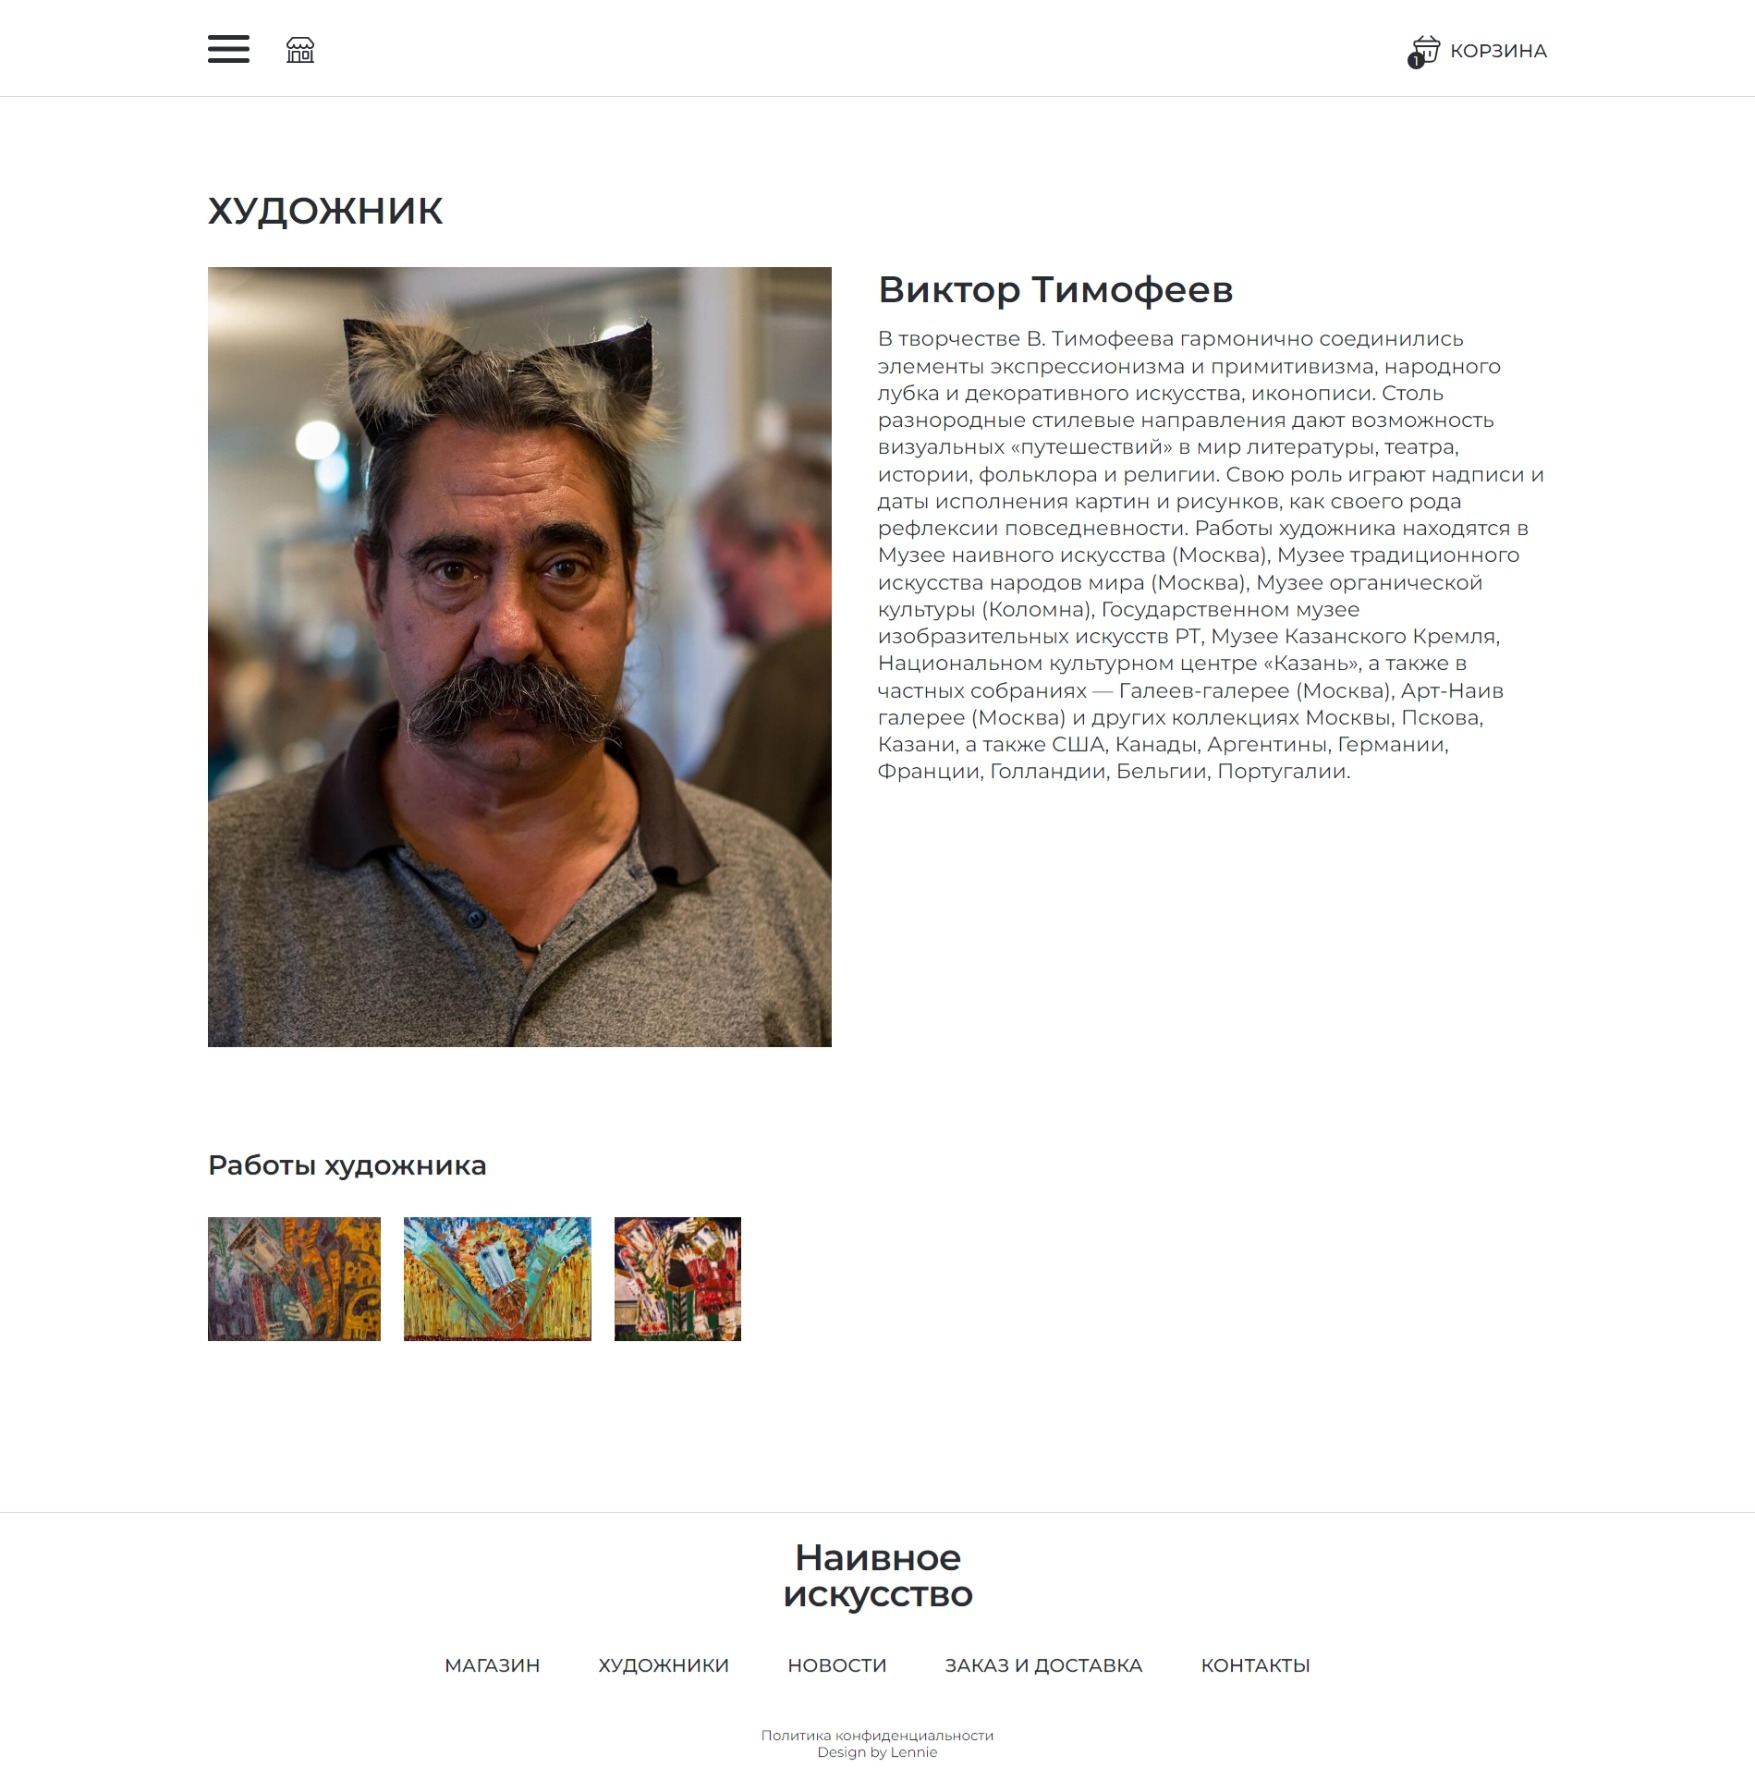 1
КОРЗИНА
ХУДОЖНИК
Виктор Тимофеев
В творчестве В. Тимофеева гармонично соединились
элементы экспрессионизма и примитивизма, народного
лубка и декоративного искусства, иконописи. Столь
разнородные стилевые направления дают возможность
визуальных «путешествий» в мир литературы, театра,
истории, фольклора и религии. Свою роль играют надписи и
даты исполнения картин и рисунков, как своего рода
рефлексии повседневности. Работы художника находятся в
Музее наивного искусства (Москва), Музее традиционного
искусства народов мира (Москва), Музее органической
культуры (Коломна), Государственном музее
изобразительных искусств РТ, Музее Казанского Кремля,
Национальном культурном центре «Казань», а также в
частных собраниях — Галеев-галерее (Москва), Арт-Наив
галерее (Москва) и других коллекциях Москвы, Пскова,
Казани, а также США, Канады, Аргентины, Германии,
Франции, Голландии, Бельгии, Португалии.
Работы художника
Наивное
искусство
МАГАЗИН ХУДОЖНИКИ НОВОСТИ ЗАКАЗ И ДОСТАВКА КОНТАКТЫ
Политика конфиденциальности
Design by Lennie